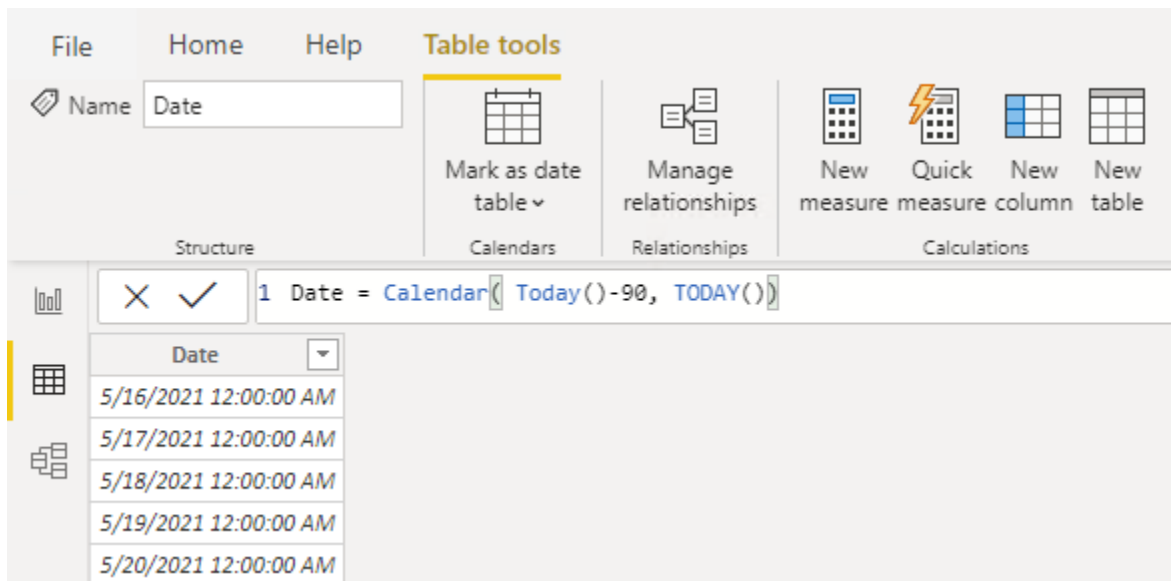 File Home Help Table tools
Name Date
Mark as date
table
Manage
relationships
New
measure
Quick
measure
New
column
New
table
Structure
Calendars
Relationships
Calculations
1 Date = Calendar( Today()-90, TODAY())
Date
5/16/2021 12:00:00 AM
5/17/2021 12:00:00 AM
5/18/2021 12:00:00 AM
5/19/2021 12:00:00 AM
5/20/2021 12:00:00 AM